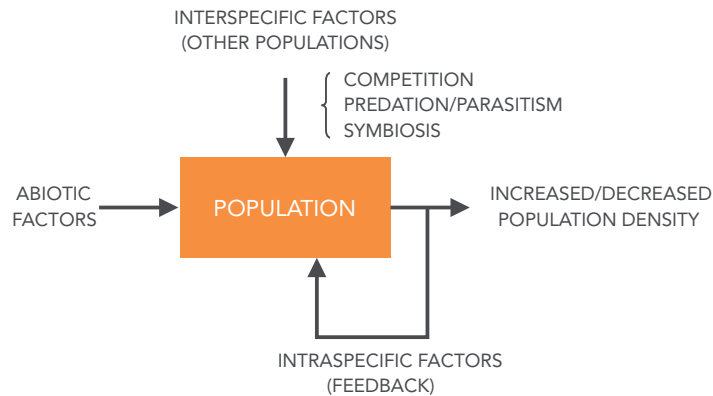 INTERSPECIFIC FACTORS
(OTHER POPULATIONS)
COMPETITION
PREDATION/PARASITISM
SYMBIOSIS
ABIOTIC
FACTORS
POPULATION
INCREASED/DECREASED
POPULATION DENSITY
INTRASPECIFIC FACTORS
(FEEDBACK)